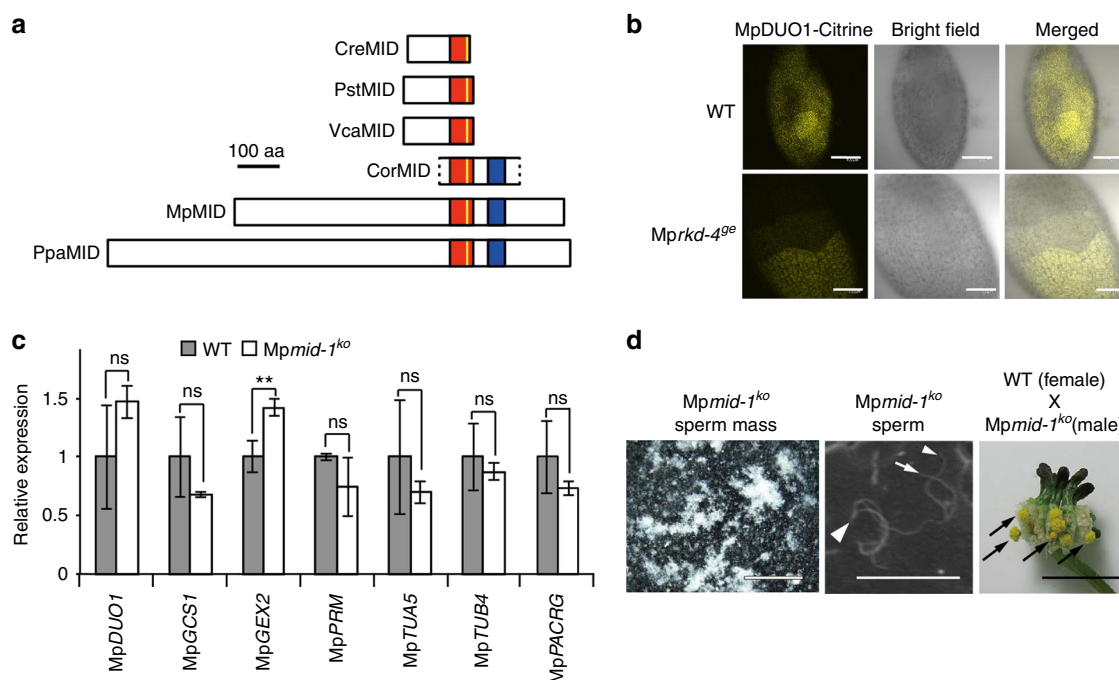 a
CreMID
PstMID
VcaMID
100 aa
CorMID
MpMID
PpaMID
b
MpDUO1-Citrine Bright field Merged
WT
Mprkd-4ge
c
WT Mpmid-1ko
Relative expression
1.5
1
0.5
0
ns
ns
**
ns
ns
ns
ns
MpDUO1
MpGCS1
MpGEX2
MpPRM
MpTUA5
MpTUB4
MpPACRG
d
Mpmid-1ko
sperm mass
Mpmid-1ko
sperm
WT (female)
X
Mpmid-1ko(male